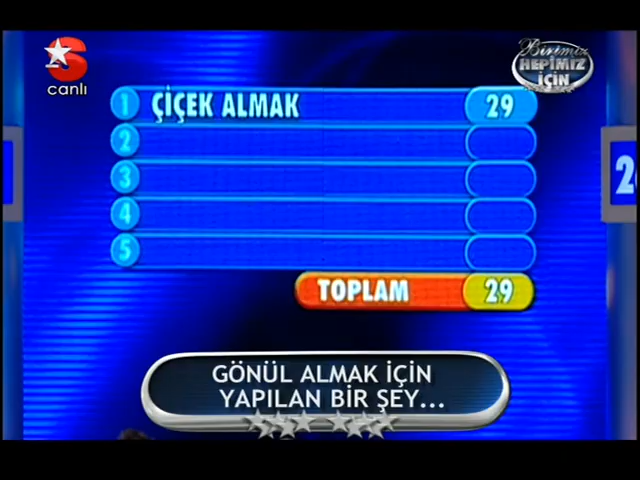 canlı
Birimiz
HEPİMİZ
İÇİN
1 ÇİÇEK ALMAK 29
2
3
4
5
TOPLAM 29
GÖNÜL ALMAK İÇİN
YAPILAN BİR ŞEY...